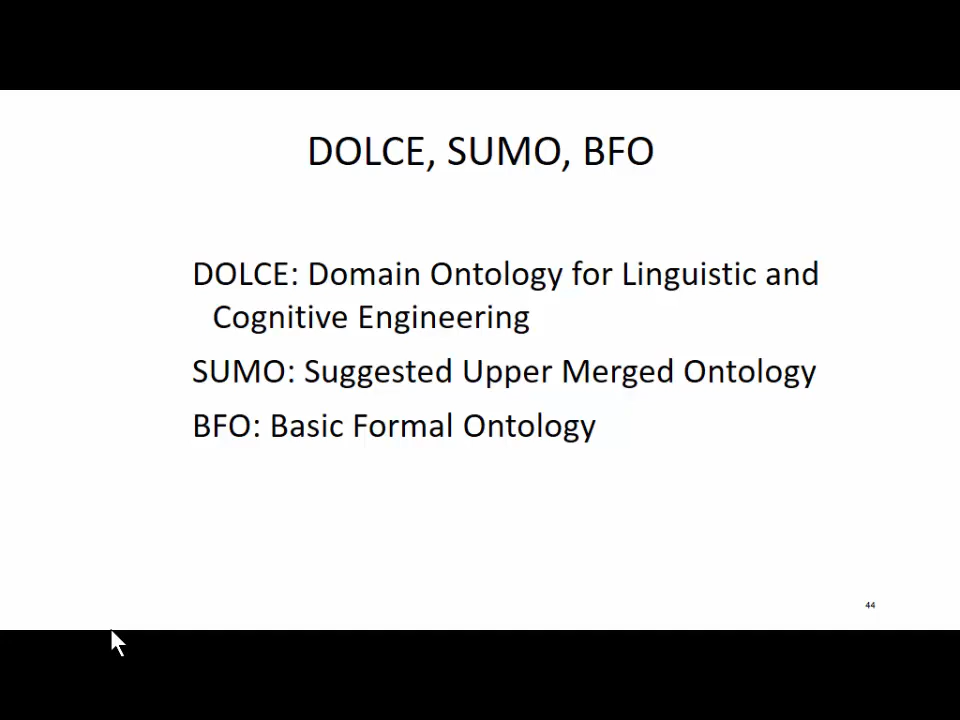 DOLCE, SUMO, BFO
DOLCE: Domain Ontology for Linguistic and
Cognitive Engineering
SUMO: Suggested Upper Merged Ontology
BFO: Basic Formal Ontology
44